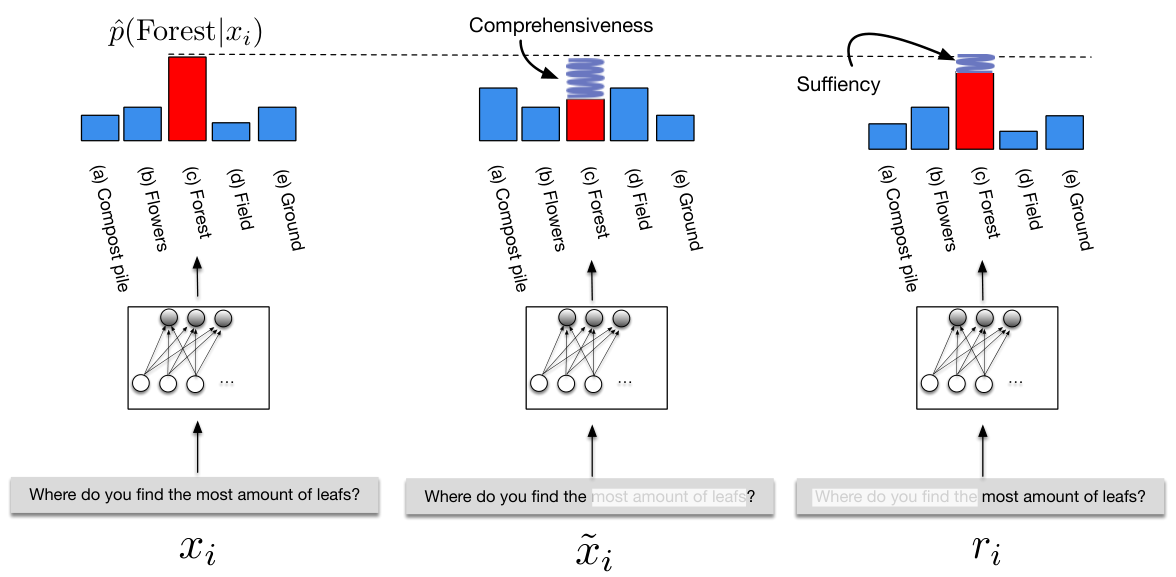 p̂(Forest|xᵢ)
Comprehensiveness
Suffiency
(a) Compost pile
(b) Flowers
(c) Forest
(d) Field
(e) Ground
(a) Compost pile
(b) Flowers
(c) Forest
(d) Field
(e) Ground
(a) Compost pile
(b) Flowers
(c) Forest
(d) Field
(e) Ground
...
...
...
Where do you find the most amount of leafs?
Where do you find the most amount of leafs?
Where do you find the most amount of leafs?
xᵢ
x̃ᵢ
rᵢ